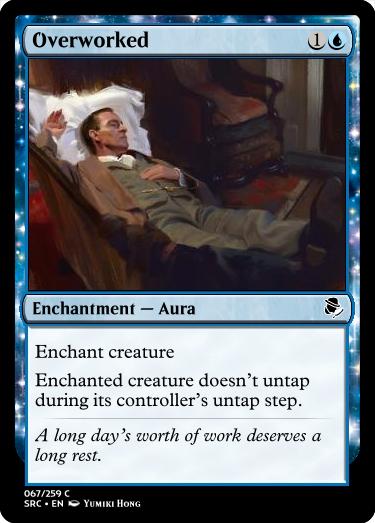 Overworked 1
Enchantment — Aura
Enchant creature
Enchanted creature doesn't untap
during its controller's untap step.
A long day's worth of work deserves a
long rest.
067/259 C
SRC • EN Yumiki Hong